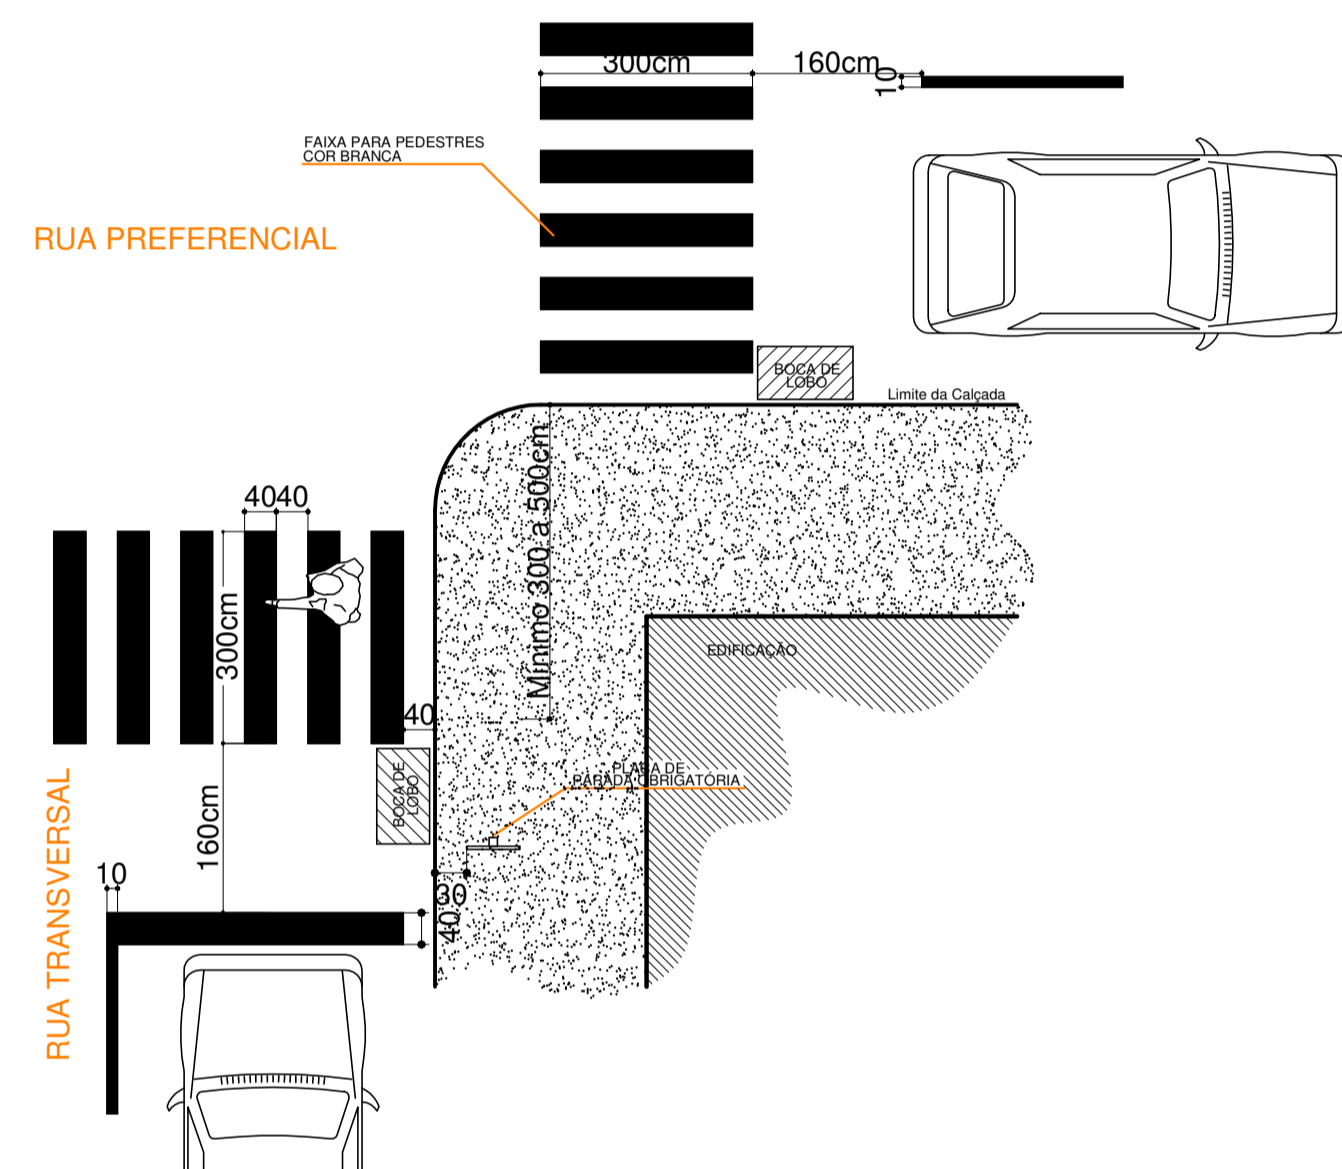 300cm
160cm
10
FAIXA PARA PEDESTRES
COR BRANCA
RUA PREFERENCIAL
BOCA DE
LOBO
Limite da Calçada
Mínimo 300 a 500cm
4040
300cm
EDIFICAÇÃO
40
PLACA DE
PARADA OBRIGATÓRIA
BOCA DE
LOBO
160cm
RUA TRANSVERSAL
10
30
40